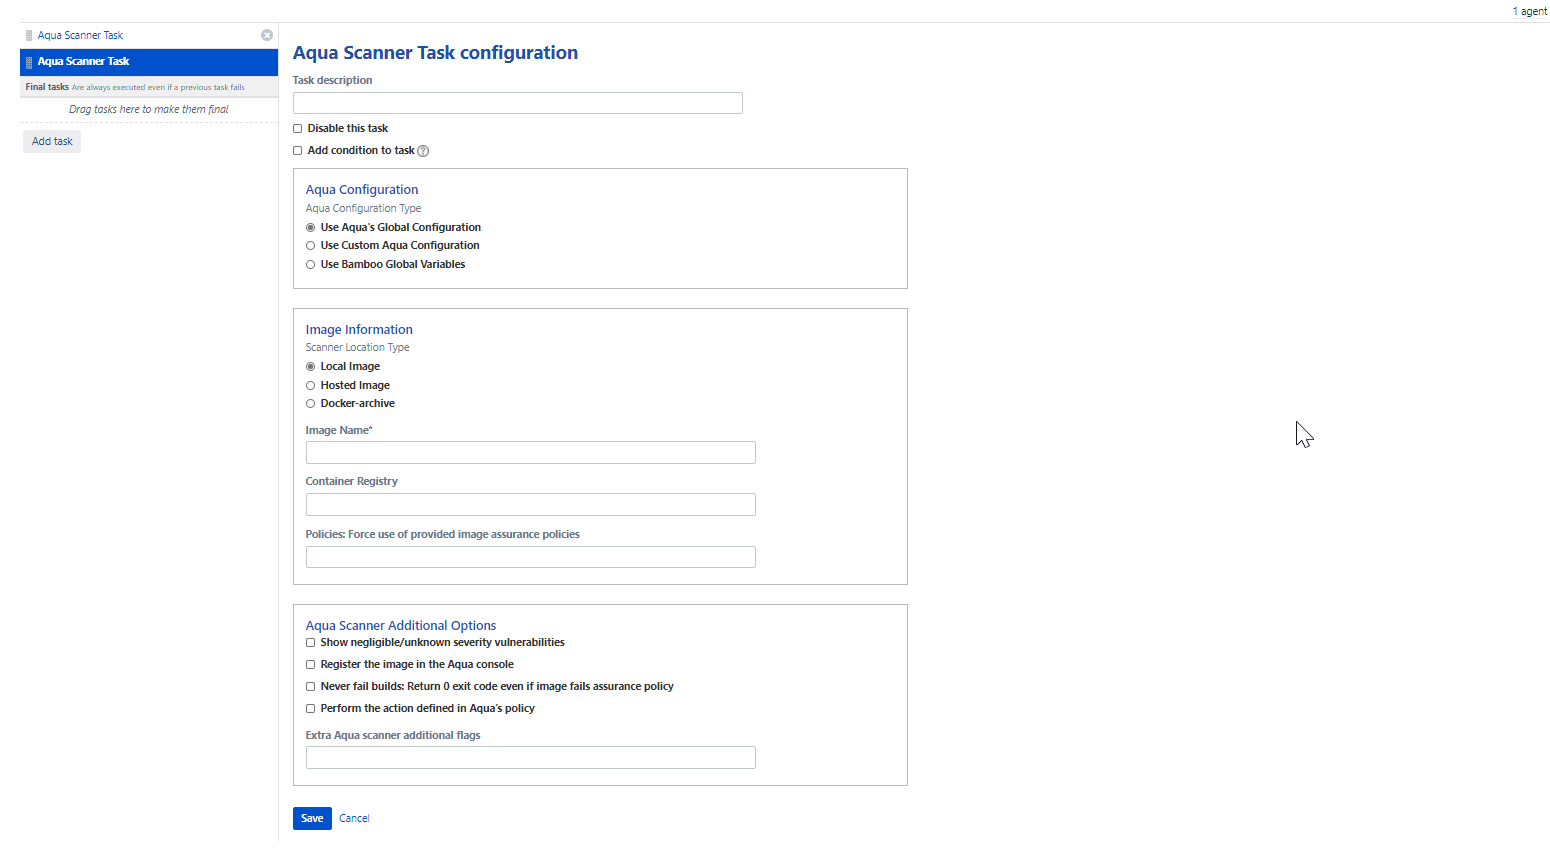 1 agent
Aqua Scanner Task
Aqua Scanner Task
Final tasks Are always executed even if a previous task fails
Drag tasks here to make them final
Add task
Aqua Scanner Task configuration
Task description
Disable this task
Add condition to task ?
Aqua Configuration
Aqua Configuration Type
Use Aqua's Global Configuration
Use Custom Aqua Configuration
Use Bamboo Global Variables
Image Information
Scanner Location Type
Local Image
Hosted Image
Docker-archive
Image Name*
Container Registry
Policies: Force use of provided image assurance policies
Aqua Scanner Additional Options
Show negligible/unknown severity vulnerabilities
Register the image in the Aqua console
Never fail builds: Return 0 exit code even if image fails assurance policy
Perform the action defined in Aqua's policy
Extra Aqua scanner additional flags
Save Cancel